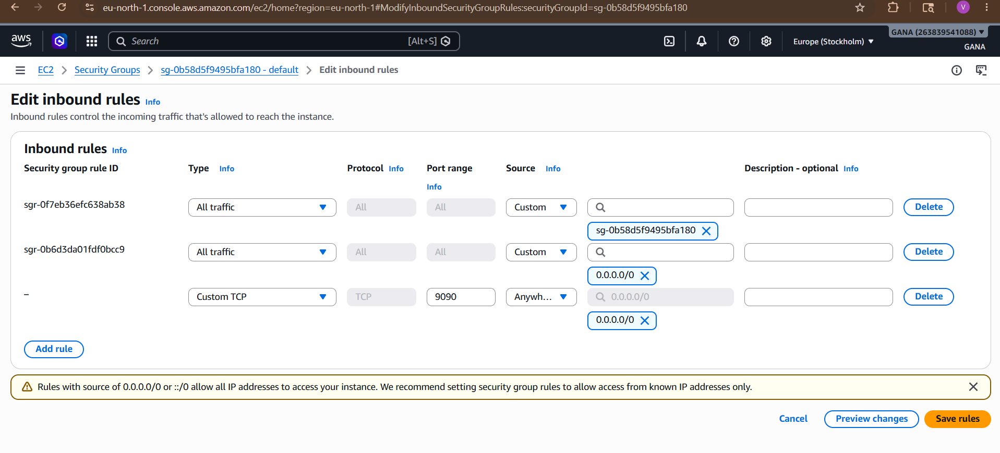 eu-north-1.console.aws.amazon.com/ec2/home?region=eu-north-1#ModifyInboundSecurityGroupRules:securityGroupId=sg-0b58d5f9495bfa180
V
aws
Search
[Alt+S]
Europe (Stockholm)
GANA (263839541088)
GANA
EC2
Security Groups
sg-0b58d5f9495bfa180 - default
Edit inbound rules
Edit inbound rules Info
Inbound rules control the incoming traffic that's allowed to reach the instance.
Inbound rules Info
Security group rule ID Type Info Protocol Info Port range Source Info Description - optional Info
Info
sgr-0f7eb36efc638ab38 All traffic All All Custom Delete
sg-0b58d5f9495bfa180
sgr-0b6d3da01fdf0bcc9 All traffic All All Custom Delete
0.0.0.0/0
– Custom TCP TCP 9090 Anywh... 0.0.0.0/0 Delete
0.0.0.0/0
Add rule
Rules with source of 0.0.0.0/0 or ::/0 allow all IP addresses to access your instance. We recommend setting security group rules to allow access from known IP addresses only.
Cancel Preview changes Save rules